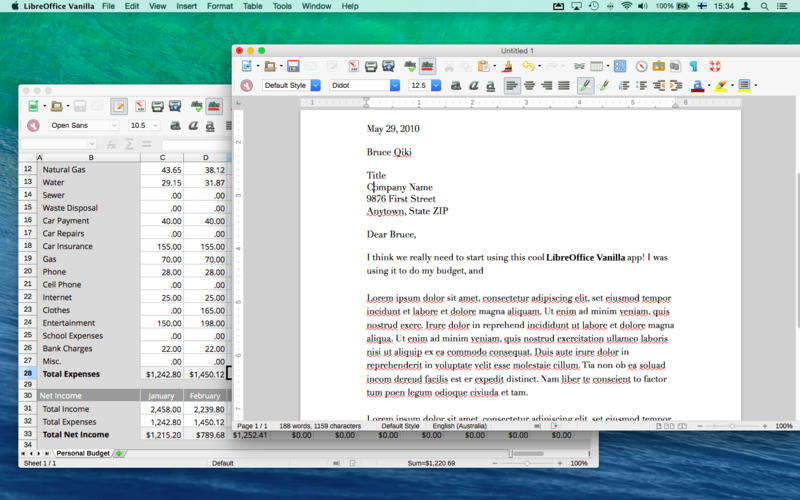 LibreOffice Vanilla File Edit View Insert Format Table Tools Window Help 100% 15:34
Untitled 1
Default Style Didot 12.5
Open Sans 10.5
A B C D
12 Natural Gas 43.65 38.12
13 Water 29.15 31.87
14 Sewer .00 .00
15 Waste Disposal .00 .00
16 Car Payment 40.00 40.00
17 Car Repairs .00 .00
18 Car Insurance 155.00 155.00
19 Gas 70.00 70.00
20 Phone 28.00 28.00
21 Cell Phone .00 .00
22 Internet 25.00 25.00
23 Clothes .00 165.00
24 Entertainment 150.00 198.00
25 School Expenses .00 .00
26 Bank Charges 22.00 22.00
27 Misc. .00 .00
28 Total Expenses $1,242.80 $1,450.12
29
30 Net Income January February
31 Total Income 2,458.00 2,239.80
32 Total Expenses 1,242.80 1,450.12
33 Total Net Income $1,215.20 $789.68 $1,252.41 $0.00 $0.00 $0.00 $0.00 $0.00 $0.00 $0.00
34
Personal Budget
Sheet 1 / 1 Default Sum=$1,220.69 100%
May 29, 2010
Bruce Qiki
Title
Company Name
9876 First Street
Anytown, State ZIP
Dear Bruce,
I think we really need to start using this cool LibreOffice Vanilla app! I was
using it to do my budget, and
Lorem ipsum dolor sit amet, consectetur adipiscing elit, set eiusmod tempor
incidunt et labore et dolore magna aliquam. Ut enim ad minim veniam, quis
nostrud exerc. Irure dolor in reprehend incididunt ut labore et dolore magna
aliqua. Ut enim ad minim veniam, quis nostrud exercitation ullamco laboris
nisi ut aliquip ex ea commodo consequat. Duis aute irure dolor in
reprehenderit in voluptate velit esse molestaie cillum. Tia non ob ea soluad
incom dereud facilis est er expedit distinct. Nam liber te conscient to factor
tum poen legum odioque civiuda et tam.
Lorem ipsum dolor sit amet, consectetur adipiscing elit, set eiusmod tempor
Page 1 / 1 188 words, 1159 characters Default Style English (Australia) 100%